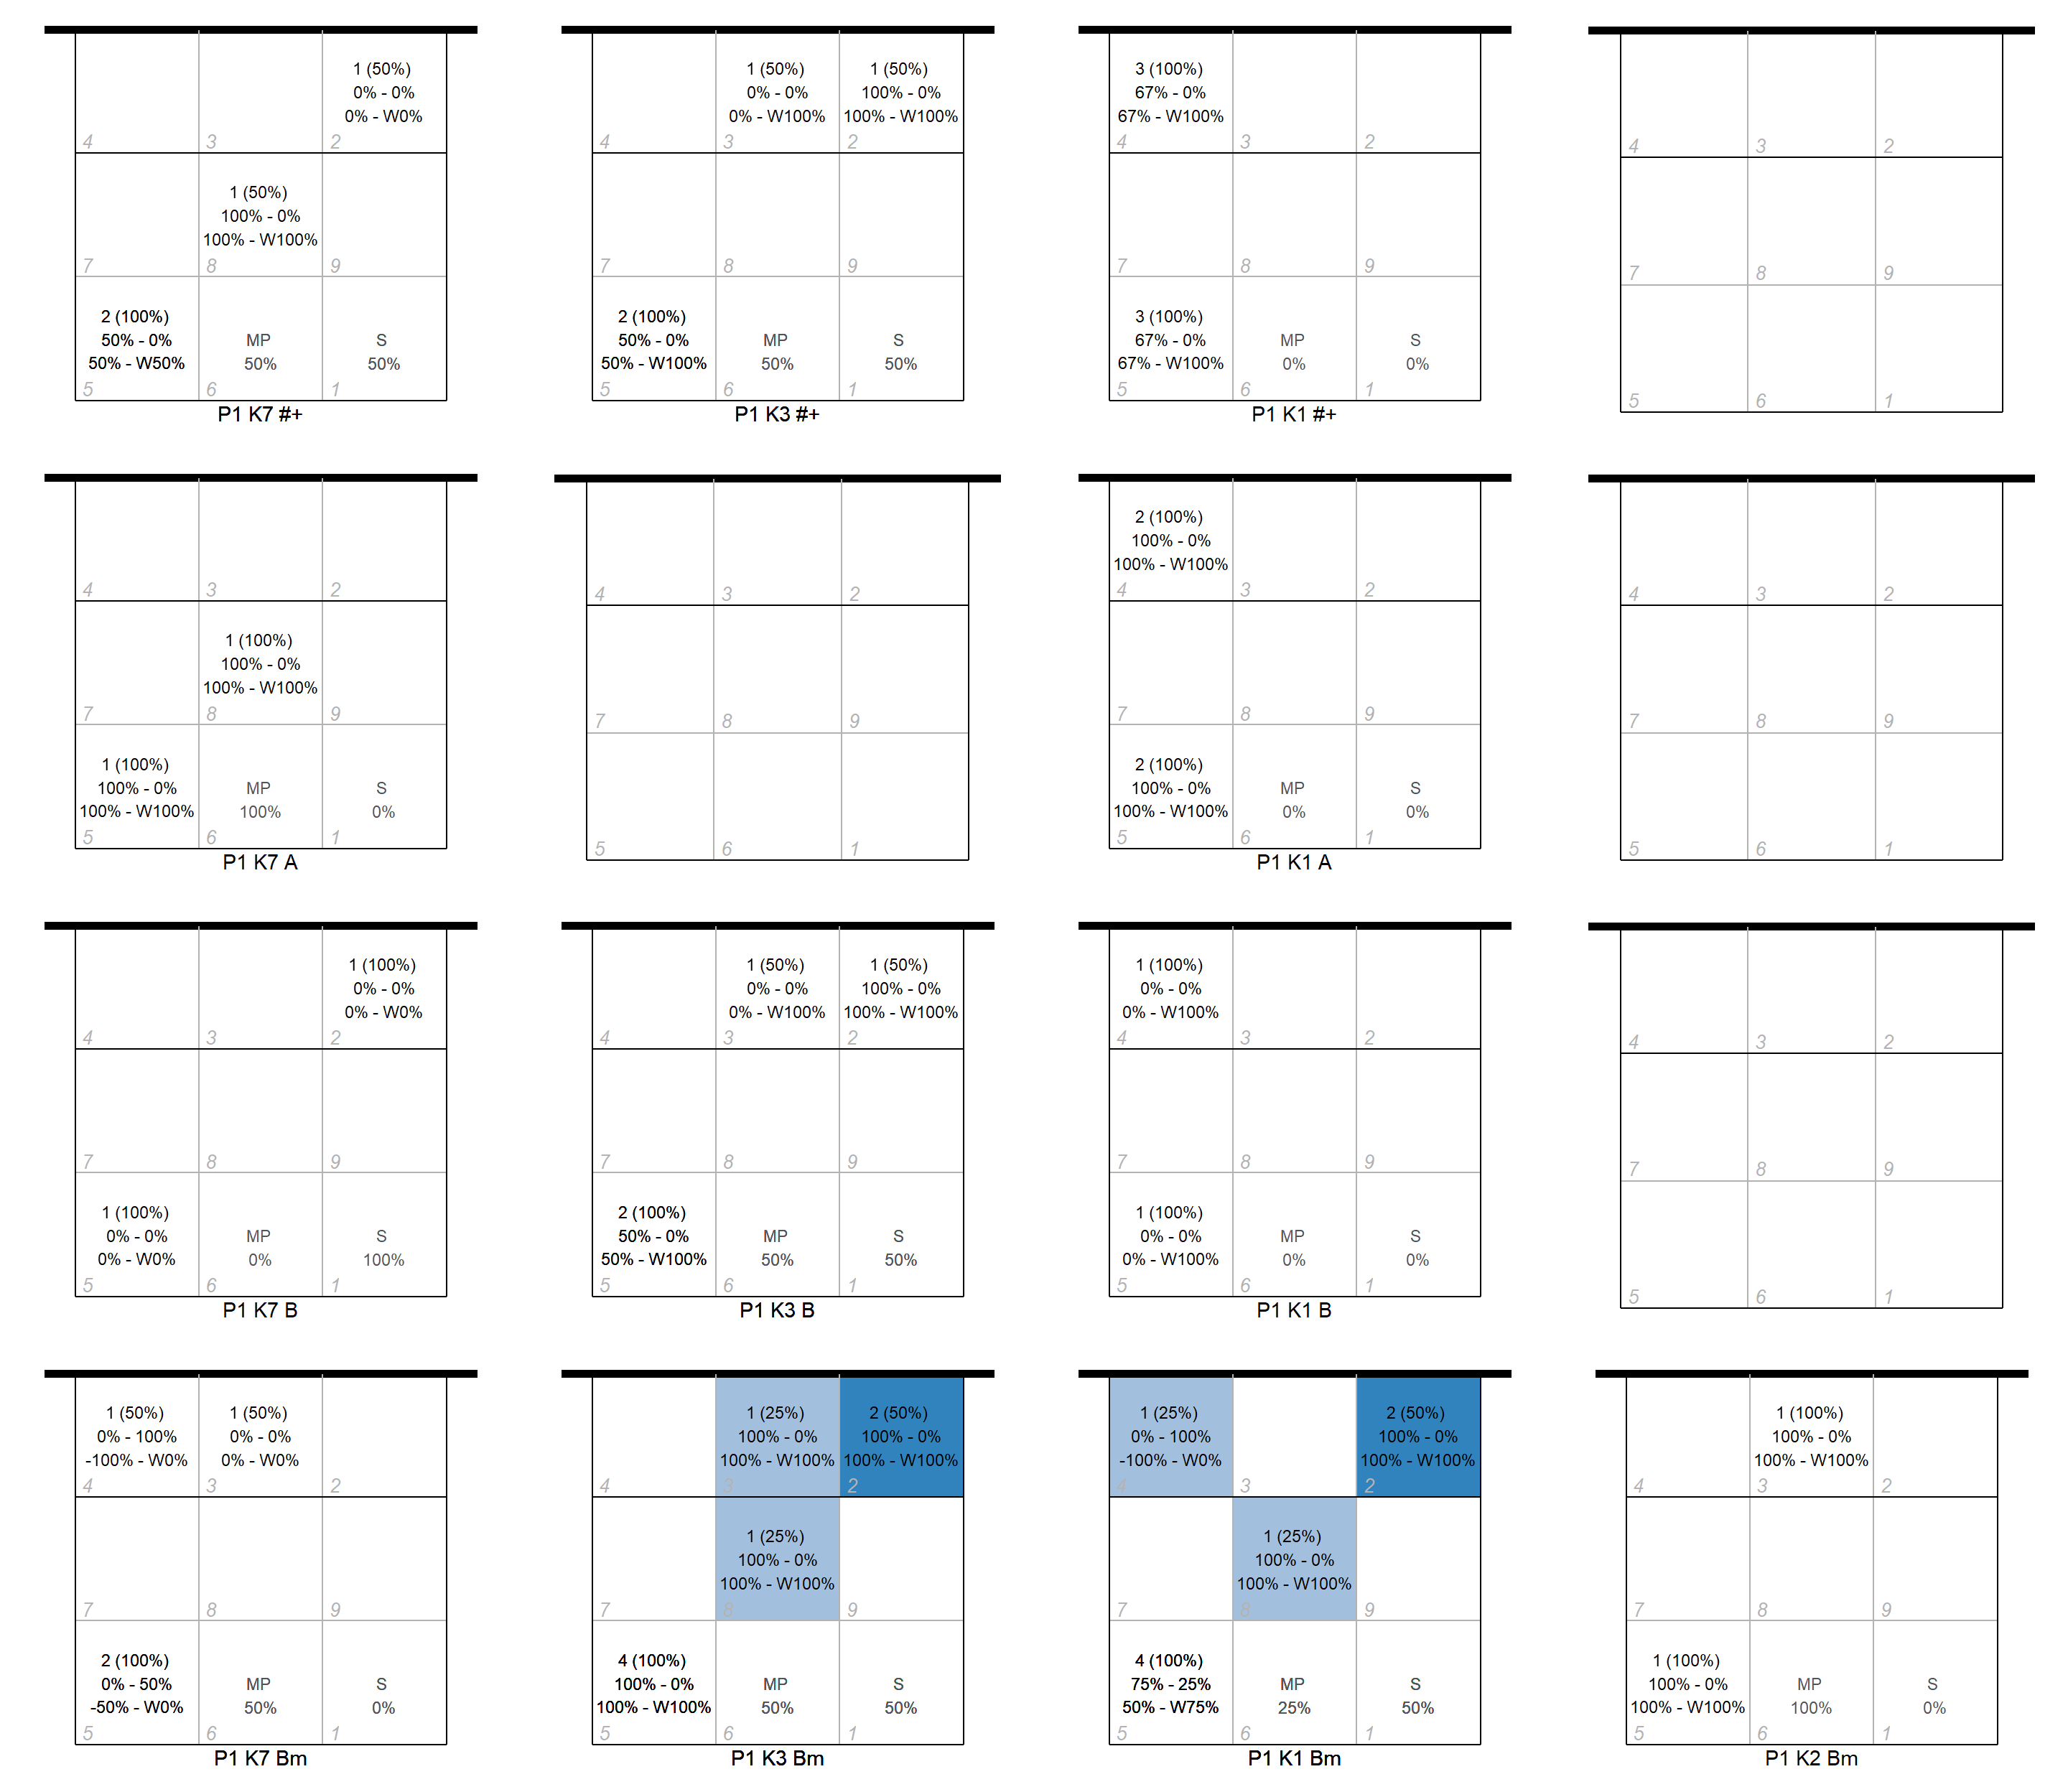 1 (50%)
0% - 0%
0% - W0%
4 3 2
1 (50%)
100% - 0%
100% - W100%
7 8 9
2 (100%)
50% - 0%
50% - W50%
MP
50%
S
50%
5 6 1
P1 K7 #+
1 (50%)
0% - 0%
0% - W100%
1 (50%)
100% - 0%
100% - W100%
4 3 2
7 8 9
2 (100%)
50% - 0%
50% - W100%
MP
50%
S
50%
5 6 1
P1 K3 #+
3 (100%)
67% - 0%
67% - W100%
4 3 2
7 8 9
3 (100%)
67% - 0%
67% - W100%
MP
0%
S
0%
5 6 1
P1 K1 #+
4 3 2
7 8 9
5 6 1
4 3 2
1 (100%)
100% - 0%
100% - W100%
7 8 9
1 (100%)
100% - 0%
100% - W100%
MP
100%
S
0%
5 6 1
P1 K7 A
4 3 2
7 8 9
5 6 1
2 (100%)
100% - 0%
100% - W100%
4 3 2
7 8 9
2 (100%)
100% - 0%
100% - W100%
MP
0%
S
0%
5 6 1
P1 K1 A
4 3 2
7 8 9
5 6 1
1 (100%)
0% - 0%
0% - W0%
4 3 2
7 8 9
1 (100%)
0% - 0%
0% - W0%
MP
0%
S
100%
5 6 1
P1 K7 B
1 (50%)
0% - 0%
0% - W100%
1 (50%)
100% - 0%
100% - W100%
4 3 2
7 8 9
2 (100%)
50% - 0%
50% - W100%
MP
50%
S
50%
5 6 1
P1 K3 B
1 (100%)
0% - 0%
0% - W100%
4 3 2
7 8 9
1 (100%)
0% - 0%
0% - W100%
MP
0%
S
0%
5 6 1
P1 K1 B
4 3 2
7 8 9
5 6 1
1 (50%)
0% - 100%
-100% - W0%
1 (50%)
0% - 0%
0% - W0%
4 3 2
7 8 9
2 (100%)
0% - 50%
-50% - W0%
MP
50%
S
0%
5 6 1
P1 K7 Bm
1 (25%)
100% - 0%
100% - W100%
2 (50%)
100% - 0%
100% - W100%
4 3 2
1 (25%)
100% - 0%
100% - W100%
7 8 9
4 (100%)
100% - 0%
100% - W100%
MP
50%
S
50%
5 6 1
P1 K3 Bm
1 (25%)
0% - 100%
-100% - W0%
2 (50%)
100% - 0%
100% - W100%
4 3 2
1 (25%)
100% - 0%
100% - W100%
7 8 9
4 (100%)
75% - 25%
50% - W75%
MP
25%
S
50%
5 6 1
P1 K1 Bm
1 (100%)
100% - 0%
100% - W100%
4 3 2
7 8 9
1 (100%)
100% - 0%
100% - W100%
MP
100%
S
0%
5 6 1
P1 K2 Bm